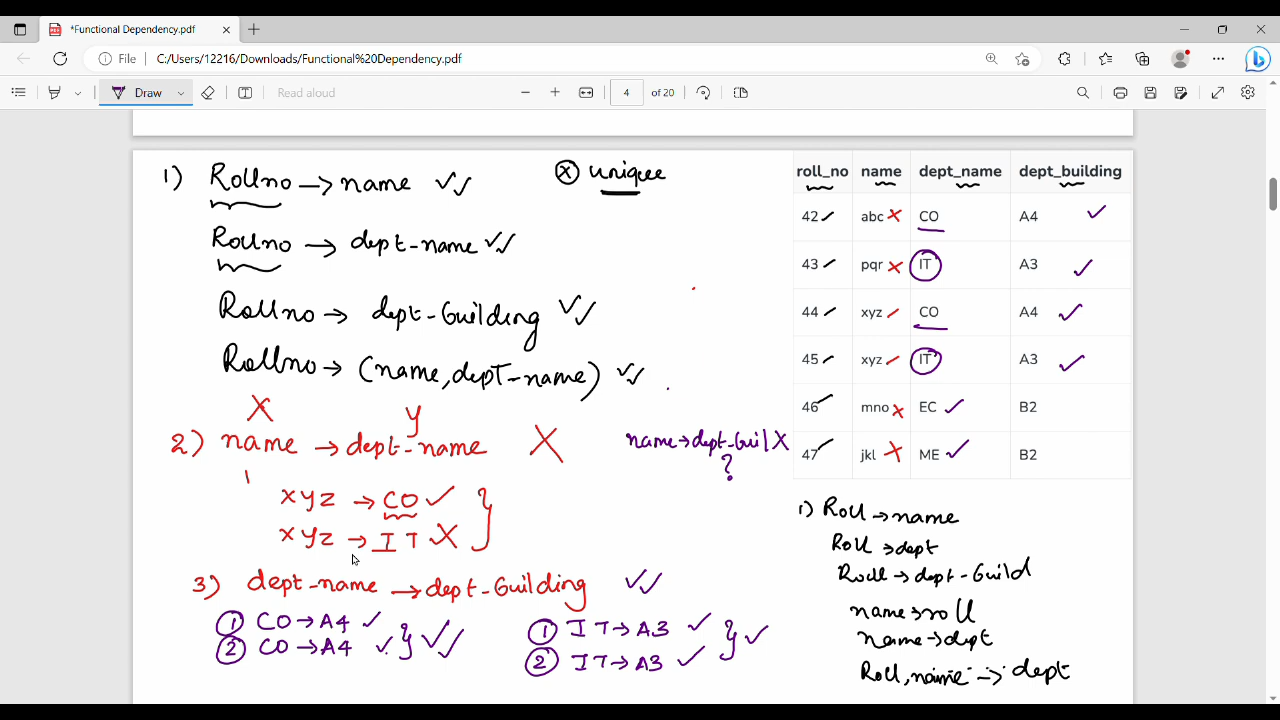 *Functional Dependency.pdf
File C:/Users/12216/Downloads/Functional%20Dependency.pdf
Draw Read aloud 4 of 20
1) Rollno → name
ⓧ unique
Rollno → dept-name
Rollno → dept-building
Rollno → (name, dept-name)
X y
2) name → dept-name X
name → dept-buil X
?
xyz → CO ✓
xyz → IT X
3) dept-name → dept-building
① CO → A4 ✓
② CO → A4 ✓
① IT → A3 ✓
② IT → A3 ✓
roll_no name dept_name dept_building
42 abc CO A4
43 pqr IT A3
44 xyz CO A4
45 xyz IT A3
46 mno EC B2
47 jkl ME B2
1) Roll → name
Roll → dept
Roll → dept-build
name → roll
name → dept
Roll, name → dept